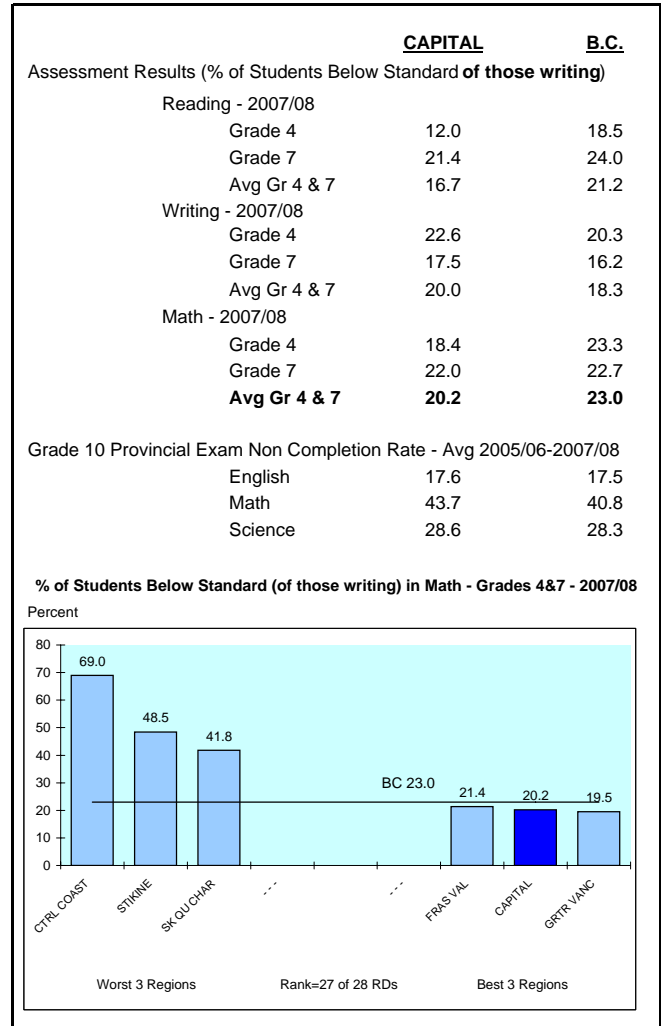 CAPITAL B.C.
Assessment Results (% of Students Below Standard of those writing)
Reading - 2007/08
Grade 4 12.0 18.5
Grade 7 21.4 24.0
Avg Gr 4 & 7 16.7 21.2
Writing - 2007/08
Grade 4 22.6 20.3
Grade 7 17.5 16.2
Avg Gr 4 & 7 20.0 18.3
Math - 2007/08
Grade 4 18.4 23.3
Grade 7 22.0 22.7
Avg Gr 4 & 7 20.2 23.0
Grade 10 Provincial Exam Non Completion Rate - Avg 2005/06-2007/08
English 17.6 17.5
Math 43.7 40.8
Science 28.6 28.3
% of Students Below Standard (of those writing) in Math - Grades 4&7 - 2007/08
Percent
80
70
60
50
40
30
20
10
0
69.0
48.5
41.8
BC 23.0
21.4
20.2
19.5
CTRL COAST
STIKINE
SK QU CHAR
- - -
- - -
FRAS VAL
CAPITAL
GRTR VANC
Worst 3 Regions Rank=27 of 28 RDs Best 3 Regions